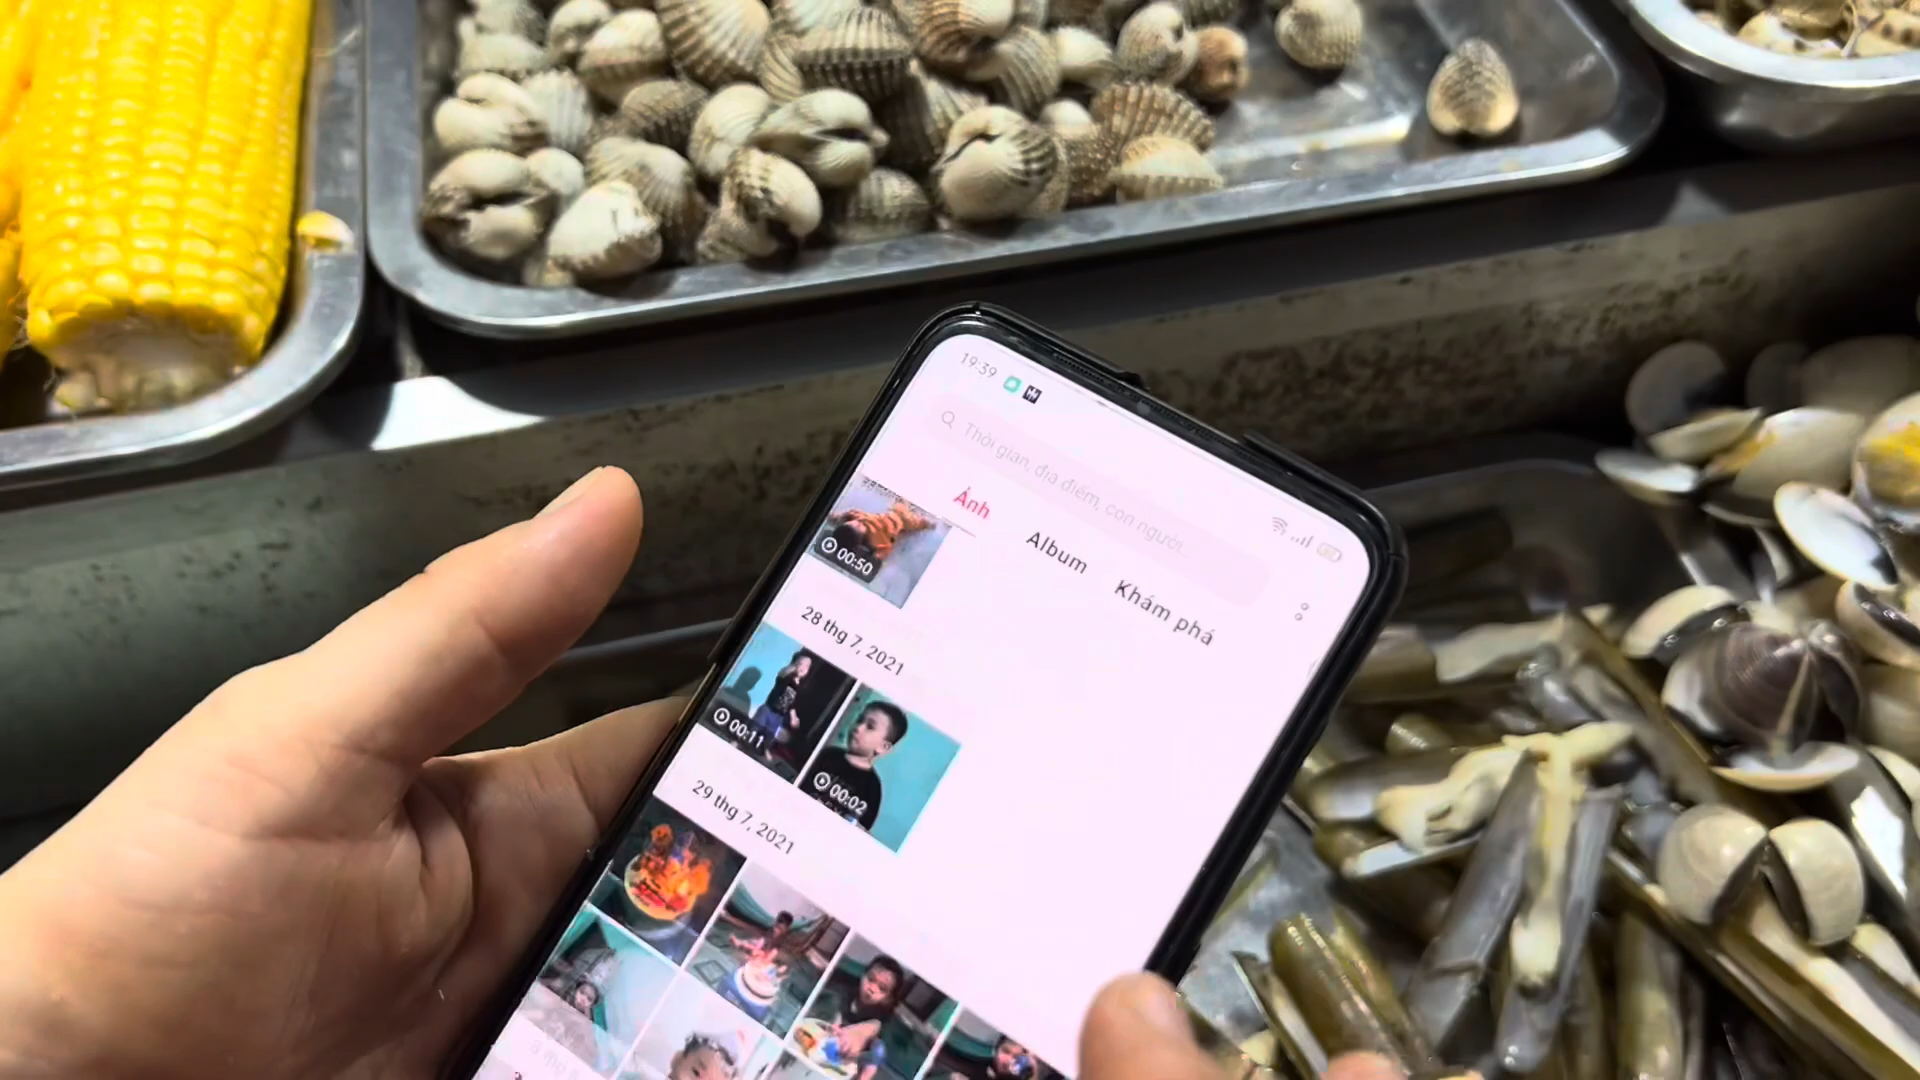 19:39
Thời gian, địa điểm, con người...
Ảnh
Album
Khám phá
00:50
28 thg 7, 2021
00:11
00:02
29 thg 7, 2021